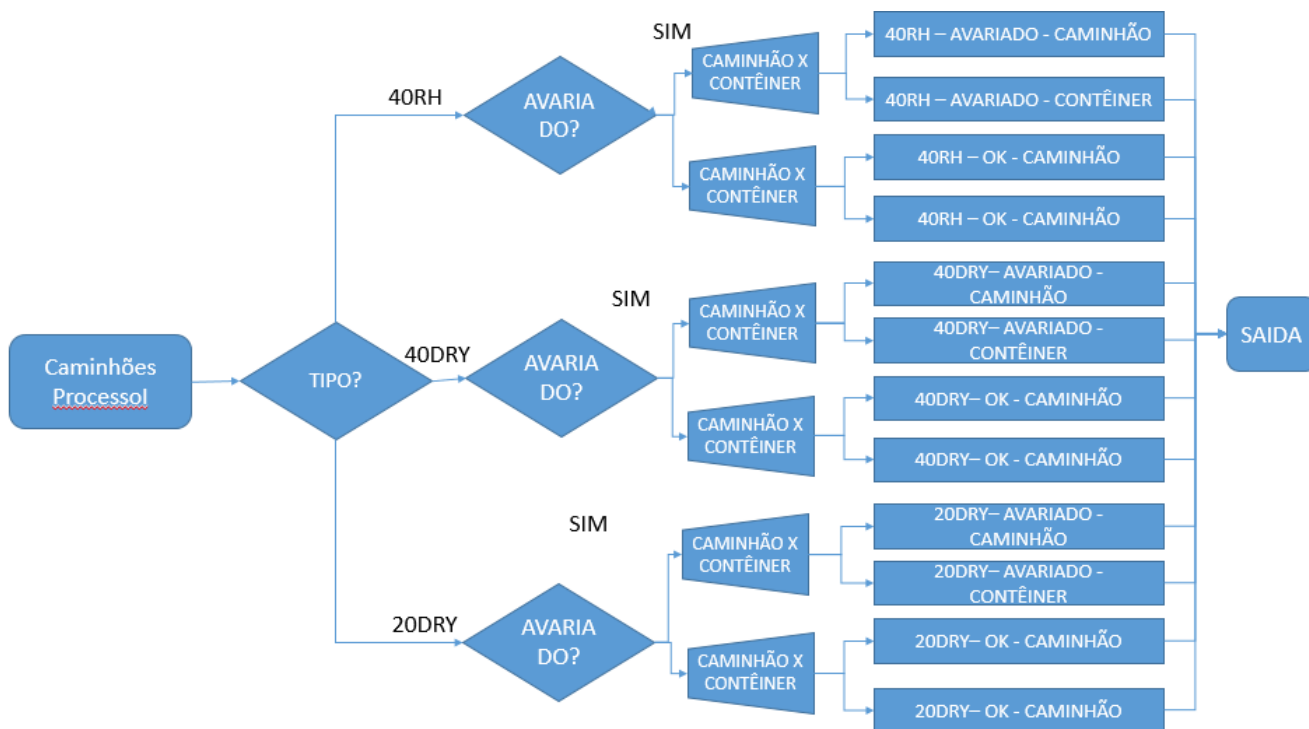 Caminhões
Processol
TIPO?
40RH
AVARIA
DO?
SIM
CAMINHÃO X
CONTÊINER
40RH – AVARIADO - CAMINHÃO
40RH – AVARIADO - CONTÊINER
CAMINHÃO X
CONTÊINER
40RH – OK - CAMINHÃO
40RH – OK - CAMINHÃO
40DRY
AVARIA
DO?
SIM
CAMINHÃO X
CONTÊINER
40DRY– AVARIADO -
CAMINHÃO
40DRY– AVARIADO -
CONTÊINER
CAMINHÃO X
CONTÊINER
40DRY– OK - CAMINHÃO
40DRY– OK - CAMINHÃO
20DRY
AVARIA
DO?
SIM
CAMINHÃO X
CONTÊINER
20DRY– AVARIADO -
CAMINHÃO
20DRY– AVARIADO -
CONTÊINER
CAMINHÃO X
CONTÊINER
20DRY– OK - CAMINHÃO
20DRY– OK - CAMINHÃO
SAIDA